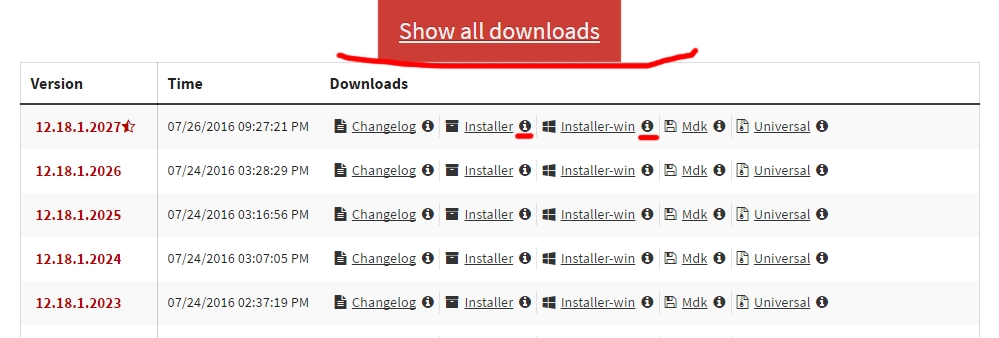 Show all downloads
Version Time Downloads
12.18.1.2027 07/26/2016 09:27:21 PM Changelog Installer Installer-win Mdk Universal
12.18.1.2026 07/24/2016 03:28:29 PM Changelog Installer Installer-win Mdk Universal
12.18.1.2025 07/24/2016 03:16:56 PM Changelog Installer Installer-win Mdk Universal
12.18.1.2024 07/24/2016 03:07:05 PM Changelog Installer Installer-win Mdk Universal
12.18.1.2023 07/24/2016 02:37:19 PM Changelog Installer Installer-win Mdk Universal